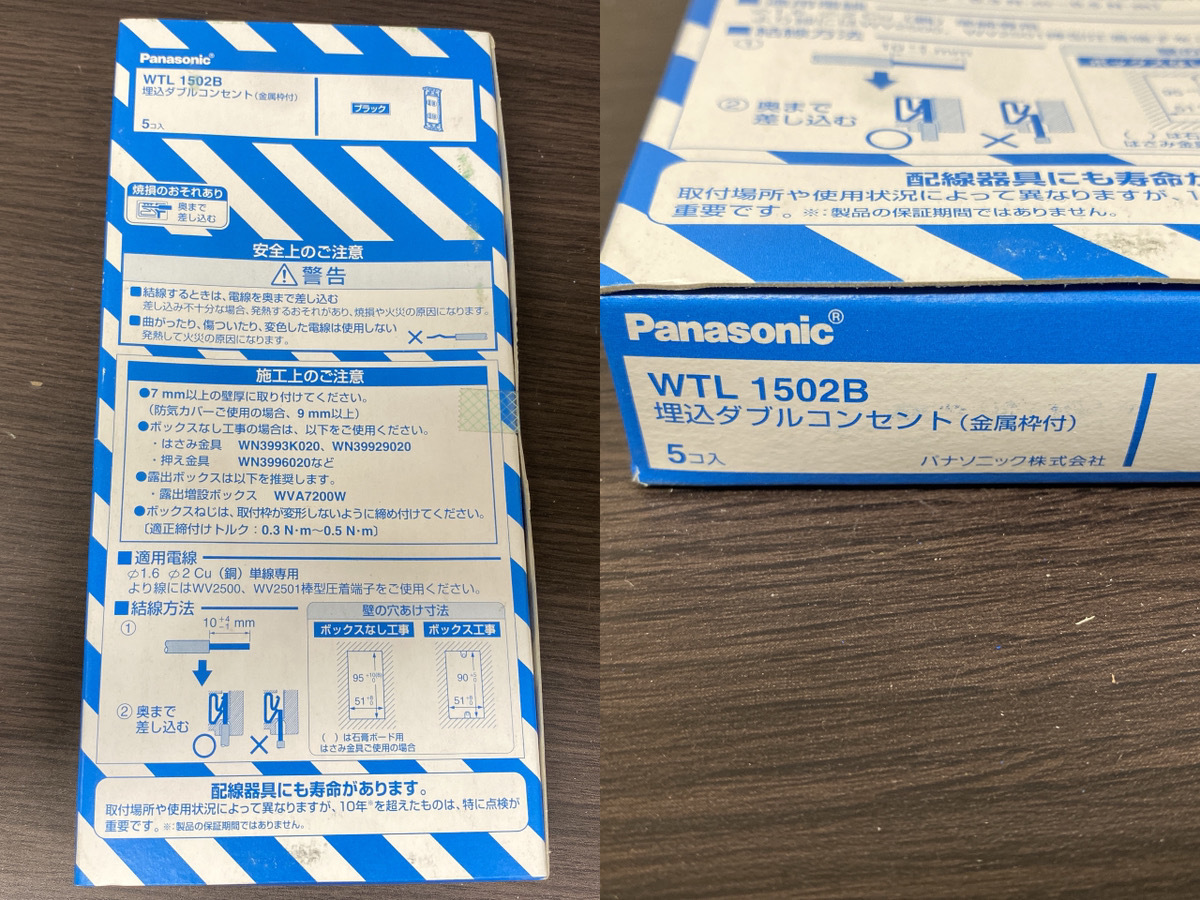 Panasonic®
WTL 1502B
埋込ダブルコンセント(金属枠付)
5コ入
ブラック
焼損のおそれあり
奥まで
差し込む
安全上のご注意
警告
■結線するときは、電線を奥まで差し込む
差し込み不十分な場合、発熱するおそれがあり、焼損や火災の原因になります。
■曲がったり、傷ついたり、変色した電線は使用しない
発熱して火災の原因になります。
施工上のご注意
●7 mm以上の壁厚に取り付けてください。
(防気カバーご使用の場合、9 mm以上)
●ボックスなし工事の場合は、以下をご使用ください。
・はさみ金具 WN3993K020、WN39929020
・押え金具 WN3996020など
●露出ボックスは以下を推奨します。
・露出増設ボックス WVA7200W
●ボックスねじは、取付枠が変形しないように締め付けてください。
〔適正締付けトルク:0.3 N・m〜0.5 N・m〕
■適用電線
φ1.6 φ2 Cu(銅)単線専用
より線にはWV2500、WV2501棒型圧着端子をご使用ください。
■結線方法
① 10 +4 -1 mm
② 奥まで
差し込む
壁の穴あけ寸法
ボックスなし工事 ボックス工事
95
51
90
51
( )は石膏ボード用
はさみ金具ご使用の場合
配線器具にも寿命があります。
取付場所や使用状況によって異なりますが、10年※を超えたものは、特に点検が
重要です。※:製品の保証期間ではありません。
■結線方法
①
② 奥まで
差し込む
配線器具にも寿命が
取付場所や使用状況によって異なりますが、
重要です。※:製品の保証期間ではありません。
Panasonic®
WTL 1502B
埋込ダブルコンセント(金属枠付)
5コ入
パナソニック株式会社